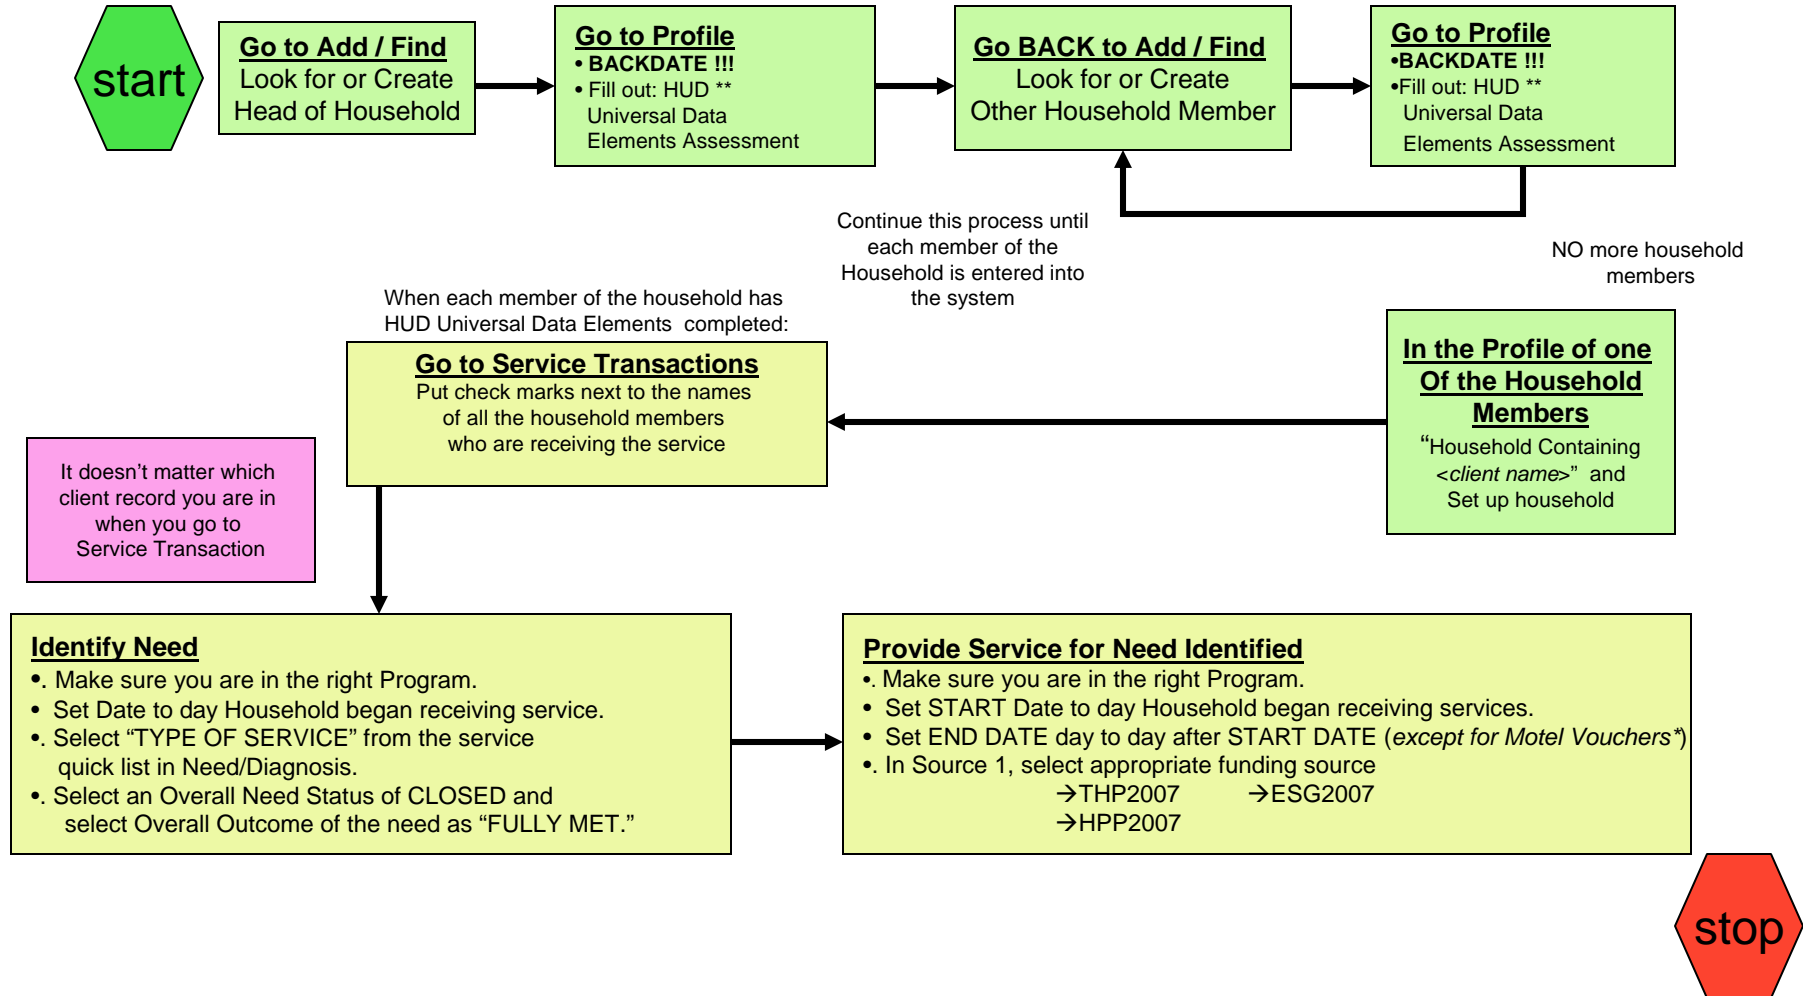 start
Go to Add / Find
Look for or Create
Head of Household
Go to Profile
• BACKDATE !!!
• Fill out: HUD **
Universal Data
Elements Assessment
Go BACK to Add / Find
Look for or Create
Other Household Member
Go to Profile
•BACKDATE !!!
•Fill out: HUD **
Universal Data
Elements Assessment
Continue this process until
each member of the
Household is entered into
the system
NO more household
members
When each member of the household has
HUD Universal Data Elements completed:
In the Profile of one
Of the Household
Members
“Household Containing
<client name>” and
Set up household
Go to Service Transactions
Put check marks next to the names
of all the household members
who are receiving the service
It doesn’t matter which
client record you are in
when you go to
Service Transaction
Identify Need
•. Make sure you are in the right Program.
• Set Date to day Household began receiving service.
•. Select “TYPE OF SERVICE” from the service
quick list in Need/Diagnosis.
•. Select an Overall Need Status of CLOSED and
select Overall Outcome of the need as “FULLY MET.”
Provide Service for Need Identified
•. Make sure you are in the right Program.
• Set START Date to day Household began receiving services.
• Set END DATE day to day after START DATE (except for Motel Vouchers*)
•. In Source 1, select appropriate funding source
→THP2007 →ESG2007
→HPP2007
stop